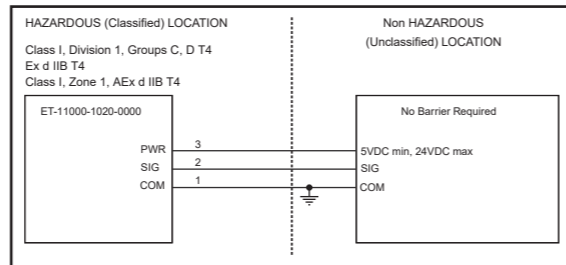 HAZARDOUS (Classified) LOCATION
Class I, Division 1, Groups C, D T4
Ex d IIB T4
Class I, Zone 1, AEx d IIB T4
ET-11000-1020-0000
PWR 3
SIG 2
COM 1
Non HAZARDOUS
(Unclassified) LOCATION
No Barrier Required
5VDC min, 24VDC max
SIG
COM